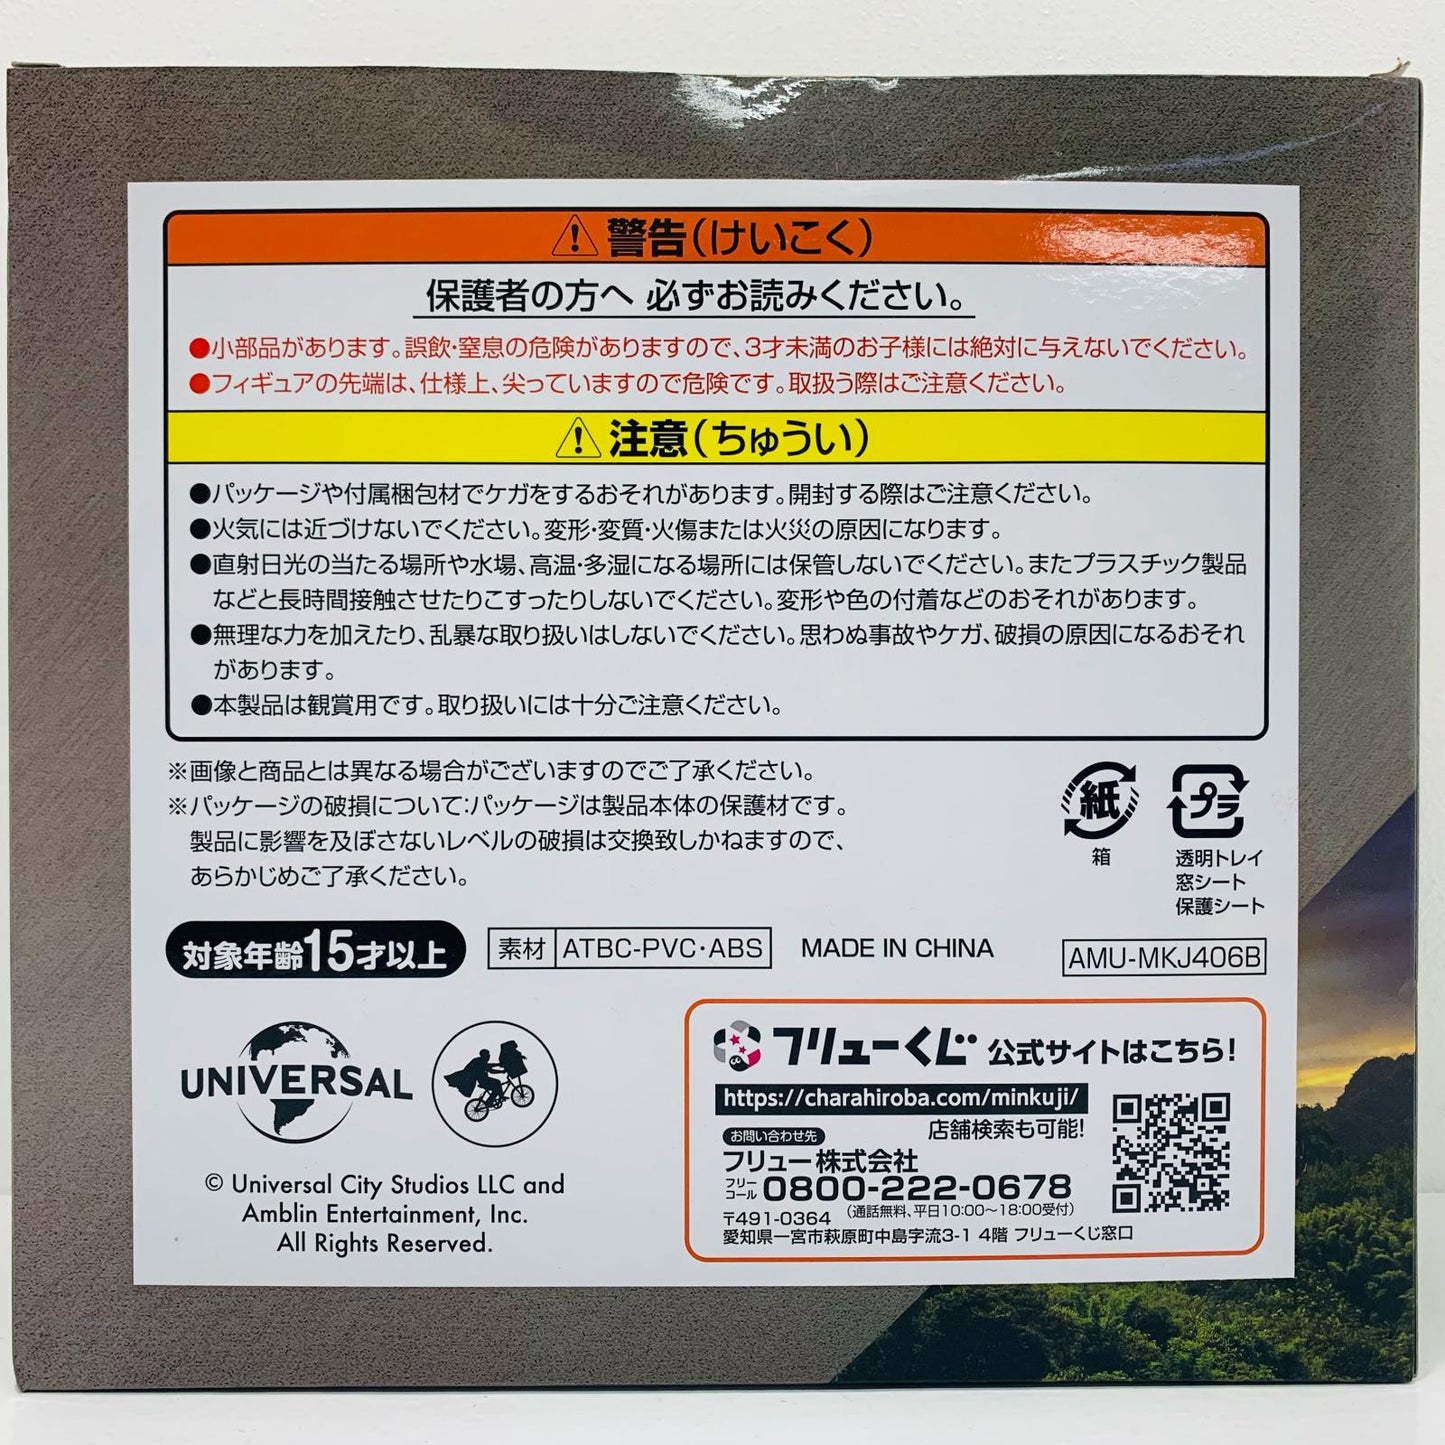 警告(けいこく)
保護者の方へ 必ずお読みください。
●小部品があります。誤飲・窒息の危険がありますので、3才未満のお子様には絶対に与えないでください。
●フィギュアの先端は、仕様上、尖っていますので危険です。取扱う際はご注意ください。
注意(ちゅうい)
●パッケージや付属梱包材でケガをするおそれがあります。開封する際はご注意ください。
●火気には近づけないでください。変形・変質・火傷または火災の原因になります。
●直射日光の当たる場所や水場、高温・多湿になる場所には保管しないでください。またプラスチック製品
などと長時間接触させたりこすったりしないでください。変形や色の付着などのおそれがあります。
●無理な力を加えたり、乱暴な取り扱いはしないでください。思わぬ事故やケガ、破損の原因になるおそれ
があります。
●本製品は観賞用です。取り扱いには十分ご注意ください。
※画像と商品とは異なる場合がございますのでご了承ください。
※パッケージの破損について:パッケージは製品本体の保護材です。
製品に影響を及ぼさないレベルの破損は交換致しかねますので、
あらかじめご了承ください。
紙
箱
プラ
透明トレイ
窓シート
保護シート
対象年齢15才以上
素材 ATBC-PVC・ABS
MADE IN CHINA
AMU-MKJ406B
UNIVERSAL
© Universal City Studios LLC and
Amblin Entertainment, Inc.
All Rights Reserved.
フリューくじ 公式サイトはこちら!
https://charahiroba.com/minkuji/
店舗検索も可能!
お問い合わせ先
フリュー株式会社
フリーコール 0800-222-0678
〒491-0364 (通話無料、平日10:00〜18:00受付)
愛知県一宮市萩原町中島字流3-1 4階 フリューくじ窓口